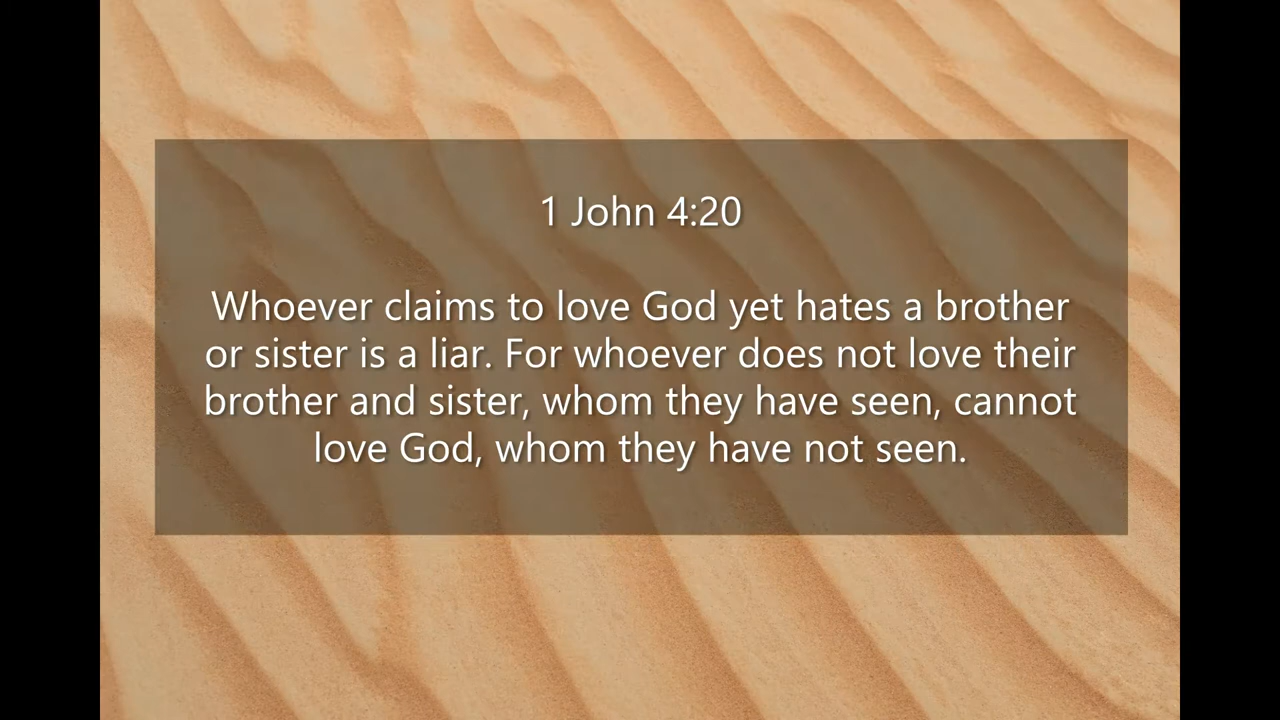 1 John 4:20
Whoever claims to love God yet hates a brother
or sister is a liar. For whoever does not love their
brother and sister, whom they have seen, cannot
love God, whom they have not seen.